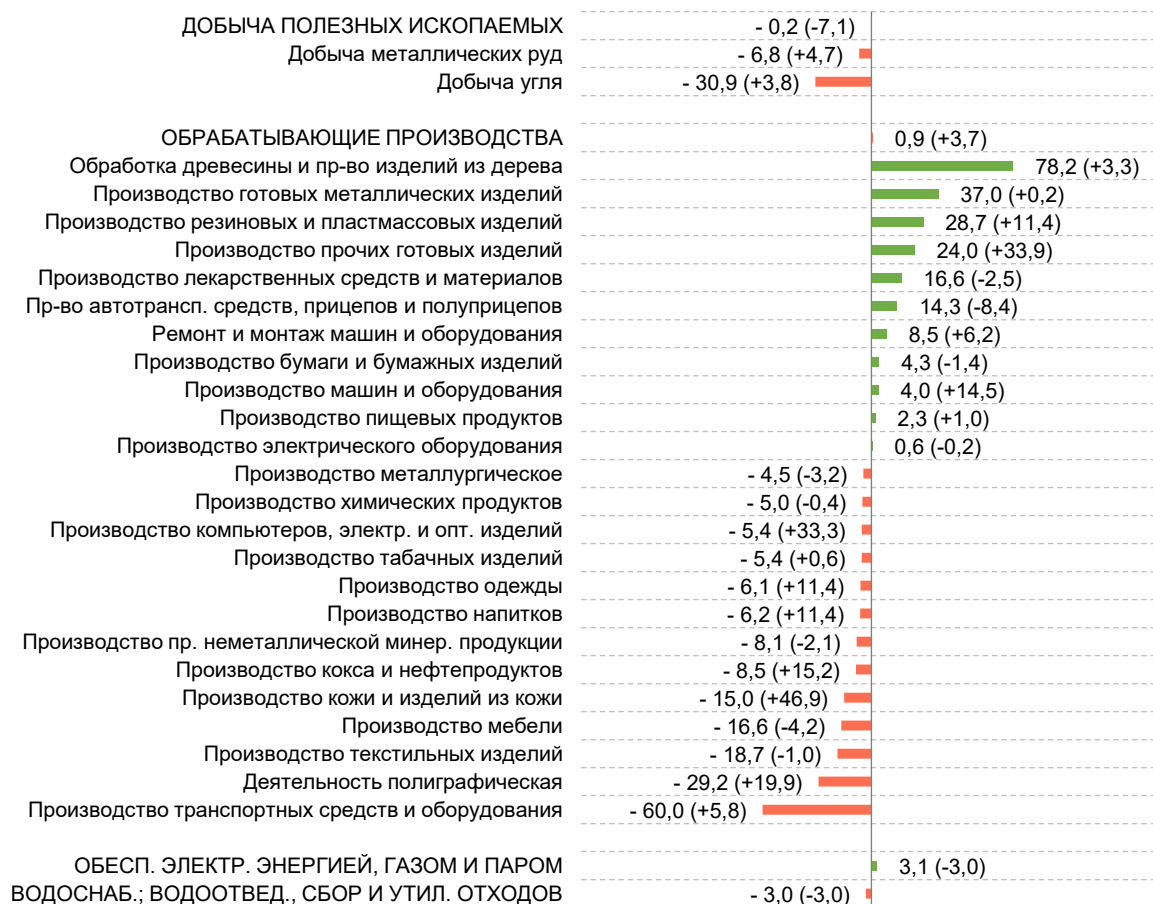 ДОБЫЧА ПОЛЕЗНЫХ ИСКОПАЕМЫХ - 0,2 (-7,1)
Добыча металлических руд - 6,8 (+4,7)
Добыча угля - 30,9 (+3,8)
ОБРАБАТЫВАЮЩИЕ ПРОИЗВОДСТВА 0,9 (+3,7)
Обработка древесины и пр-во изделий из дерева 78,2 (+3,3)
Производство готовых металлических изделий 37,0 (+0,2)
Производство резиновых и пластмассовых изделий 28,7 (+11,4)
Производство прочих готовых изделий 24,0 (+33,9)
Производство лекарственных средств и материалов 16,6 (-2,5)
Пр-во автотрансп. средств, прицепов и полуприцепов 14,3 (-8,4)
Ремонт и монтаж машин и оборудования 8,5 (+6,2)
Производство бумаги и бумажных изделий 4,3 (-1,4)
Производство машин и оборудования 4,0 (+14,5)
Производство пищевых продуктов 2,3 (+1,0)
Производство электрического оборудования 0,6 (-0,2)
Производство металлургическое - 4,5 (-3,2)
Производство химических продуктов - 5,0 (-0,4)
Производство компьютеров, электр. и опт. изделий - 5,4 (+33,3)
Производство табачных изделий - 5,4 (+0,6)
Производство одежды - 6,1 (+11,4)
Производство напитков - 6,2 (+11,4)
Производство пр. неметаллической минер. продукции - 8,1 (-2,1)
Производство кокса и нефтепродуктов - 8,5 (+15,2)
Производство кожи и изделий из кожи - 15,0 (+46,9)
Производство мебели - 16,6 (-4,2)
Производство текстильных изделий - 18,7 (-1,0)
Деятельность полиграфическая - 29,2 (+19,9)
Производство транспортных средств и оборудования - 60,0 (+5,8)
ОБЕСП. ЭЛЕКТР. ЭНЕРГИЕЙ, ГАЗОМ И ПАРОМ 3,1 (-3,0)
ВОДОСНАБ.; ВОДООТВЕД., СБОР И УТИЛ. ОТХОДОВ - 3,0 (-3,0)